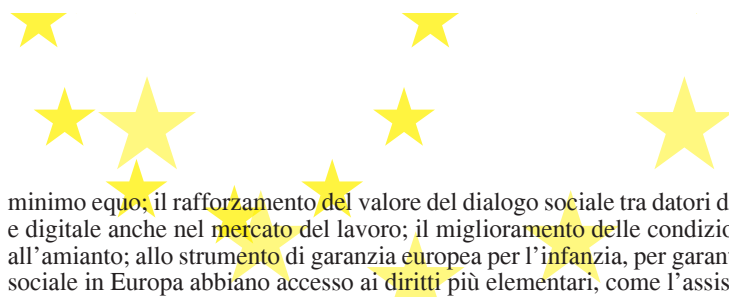 minimo equo; il rafforzamento del valore del dialogo sociale tra datori d
e digitale anche nel mercato del lavoro; il miglioramento delle condizio
all’amianto; allo strumento di garanzia europea per l’infanzia, per garan
sociale in Europa abbiano accesso ai diritti più elementari, come l’assis